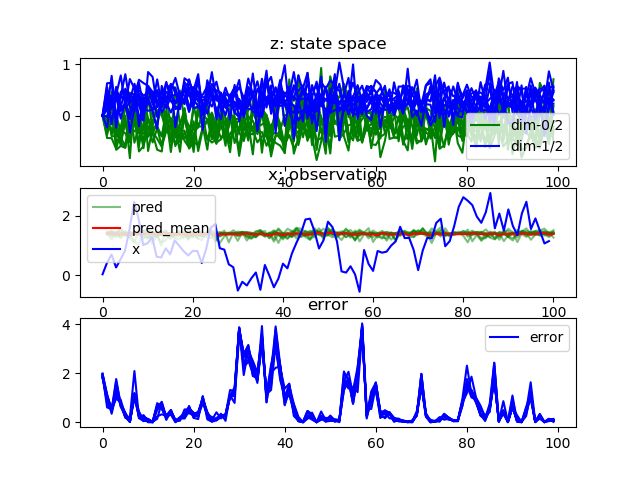 z: state space
1
0
dim-0/2
dim-1/2
0 20 40 60 80 100
x: observation
2
0
pred
pred_mean
x
0 20 40 60 80 100
error
4
2
0
error
0 20 40 60 80 100